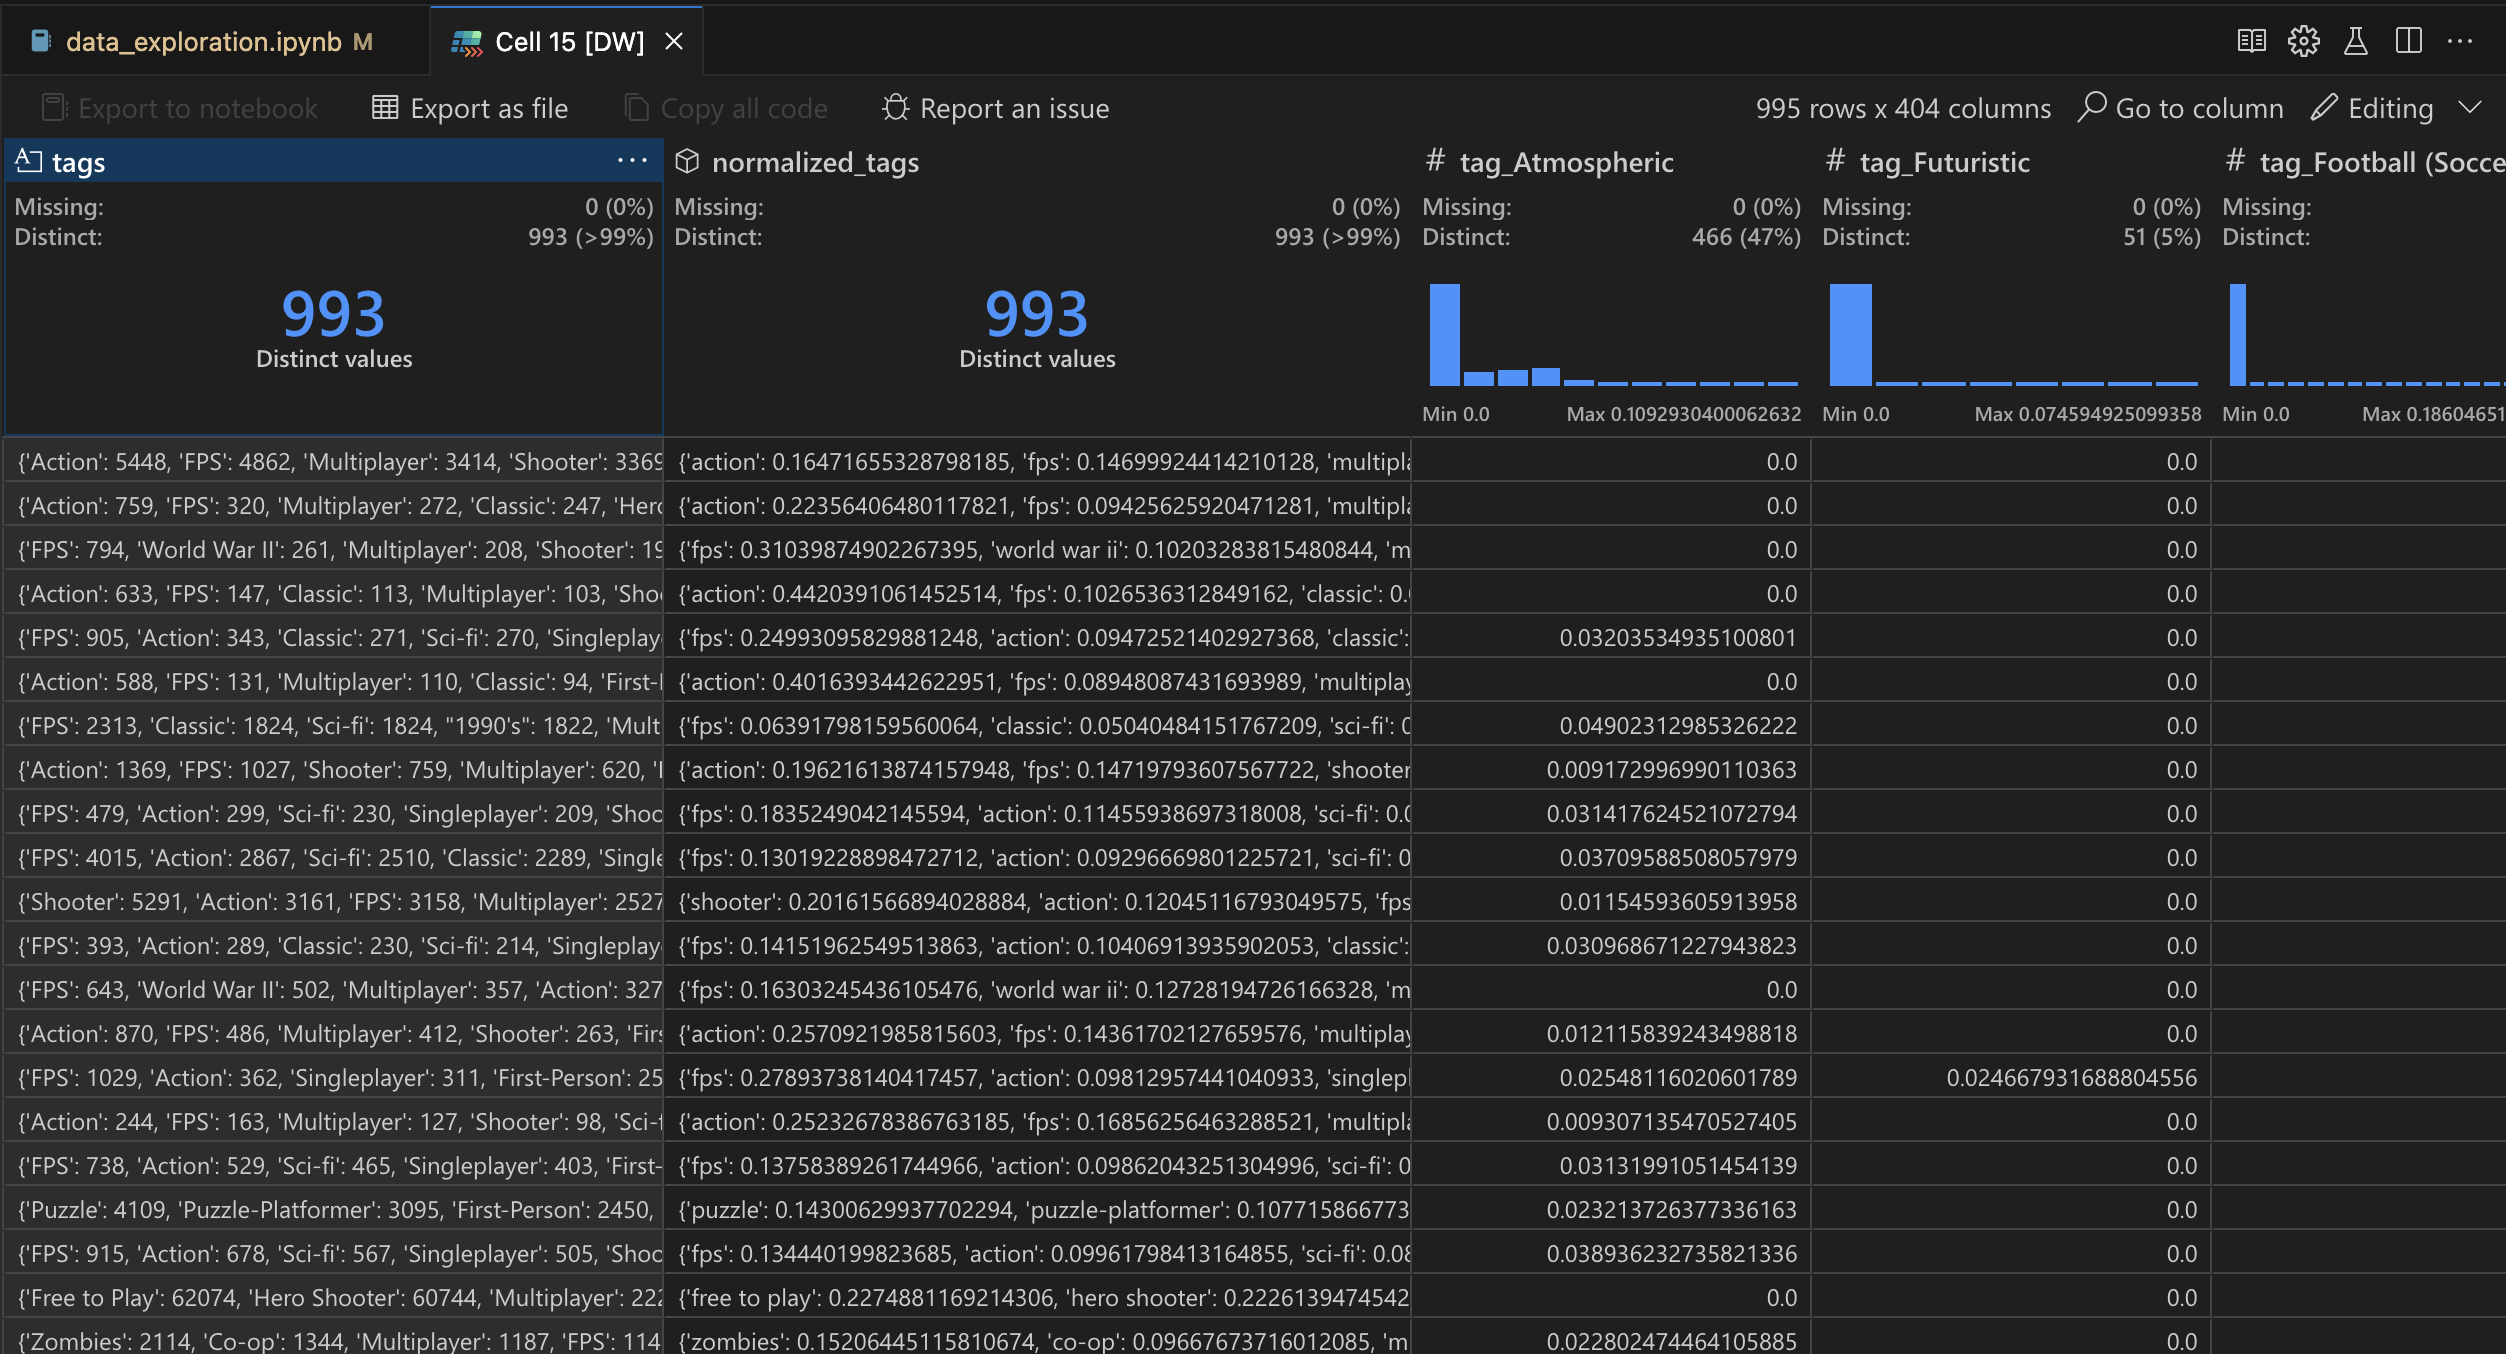 data_exploration.ipynb M Cell 15 [DW]
Export to notebook Export as file Copy all code Report an issue 995 rows x 404 columns Go to column Editing
tags normalized_tags # tag_Atmospheric # tag_Futuristic # tag_Football (Socce
Missing: 0 (0%) Missing: 0 (0%) Missing: 0 (0%) Missing: 0 (0%) Missing:
Distinct: 993 (>99%) Distinct: 993 (>99%) Distinct: 466 (47%) Distinct: 51 (5%) Distinct:
993 993
Distinct values Distinct values
Min 0.0 Max 0.1092930400062632 Min 0.0 Max 0.074594925099358 Min 0.0 Max 0.18604651
{'Action': 5448, 'FPS': 4862, 'Multiplayer': 3414, 'Shooter': 3369 {'action': 0.16471655328798185, 'fps': 0.14699924414210128, 'multipla 0.0 0.0
{'Action': 759, 'FPS': 320, 'Multiplayer': 272, 'Classic': 247, 'Hero {'action': 0.22356406480117821, 'fps': 0.09425625920471281, 'multipla 0.0 0.0
{'FPS': 794, 'World War II': 261, 'Multiplayer': 208, 'Shooter': 19 {'fps': 0.31039874902267395, 'world war ii': 0.10203283815480844, 'm 0.0 0.0
{'Action': 633, 'FPS': 147, 'Classic': 113, 'Multiplayer': 103, 'Shoo {'action': 0.4420391061452514, 'fps': 0.1026536312849162, 'classic': 0. 0.0 0.0
{'FPS': 905, 'Action': 343, 'Classic': 271, 'Sci-fi': 270, 'Singleplay {'fps': 0.24993095829881248, 'action': 0.09472521402927368, 'classic': 0.03203534935100801 0.0
{'Action': 588, 'FPS': 131, 'Multiplayer': 110, 'Classic': 94, 'First- {'action': 0.4016393442622951, 'fps': 0.08948087431693989, 'multiplay 0.0 0.0
{'FPS': 2313, 'Classic': 1824, 'Sci-fi': 1824, "1990's": 1822, 'Mult {'fps': 0.06391798159560064, 'classic': 0.05040484151767209, 'sci-fi': 0 0.04902312985326222 0.0
{'Action': 1369, 'FPS': 1027, 'Shooter': 759, 'Multiplayer': 620, ' {'action': 0.19621613874157948, 'fps': 0.14719793607567722, 'shooter 0.009172996990110363 0.0
{'FPS': 479, 'Action': 299, 'Sci-fi': 230, 'Singleplayer': 209, 'Shoo {'fps': 0.1835249042145594, 'action': 0.11455938697318008, 'sci-fi': 0.0 0.031417624521072794 0.0
{'FPS': 4015, 'Action': 2867, 'Sci-fi': 2510, 'Classic': 2289, 'Single {'fps': 0.13019228898472712, 'action': 0.09296669801225721, 'sci-fi': 0 0.03709588508057979 0.0
{'Shooter': 5291, 'Action': 3161, 'FPS': 3158, 'Multiplayer': 2527 {'shooter': 0.20161566894028884, 'action': 0.12045116793049575, 'fps 0.01154593605913958 0.0
{'FPS': 393, 'Action': 289, 'Classic': 230, 'Sci-fi': 214, 'Singleplay {'fps': 0.14151962549513863, 'action': 0.10406913935902053, 'classic': 0.030968671227943823 0.0
{'FPS': 643, 'World War II': 502, 'Multiplayer': 357, 'Action': 327 {'fps': 0.16303245436105476, 'world war ii': 0.12728194726166328, 'm 0.0 0.0
{'Action': 870, 'FPS': 486, 'Multiplayer': 412, 'Shooter': 263, 'Firs {'action': 0.2570921985815603, 'fps': 0.14361702127659576, 'multiplay 0.012115839243498818 0.0
{'FPS': 1029, 'Action': 362, 'Singleplayer': 311, 'First-Person': 25 {'fps': 0.27893738140417457, 'action': 0.09812957441040933, 'singlepl 0.02548116020601789 0.024667931688804556
{'Action': 244, 'FPS': 163, 'Multiplayer': 127, 'Shooter': 98, 'Sci-f {'action': 0.25232678386763185, 'fps': 0.16856256463288521, 'multipla 0.009307135470527405 0.0
{'FPS': 738, 'Action': 529, 'Sci-fi': 465, 'Singleplayer': 403, 'First- {'fps': 0.13758389261744966, 'action': 0.09862043251304996, 'sci-fi': 0 0.03131991051454139 0.0
{'Puzzle': 4109, 'Puzzle-Platformer': 3095, 'First-Person': 2450, {'puzzle': 0.14300629937702294, 'puzzle-platformer': 0.107715866773 0.023213726377336163 0.0
{'FPS': 915, 'Action': 678, 'Sci-fi': 567, 'Singleplayer': 505, 'Shoo {'fps': 0.134440199823685, 'action': 0.09961798413164855, 'sci-fi': 0.08 0.038936232735821336 0.0
{'Free to Play': 62074, 'Hero Shooter': 60744, 'Multiplayer': 222 {'free to play': 0.2274881169214306, 'hero shooter': 0.2226139474542 0.0 0.0
{'Zombies': 2114, 'Co-op': 1344, 'Multiplayer': 1187, 'FPS': 114 {'zombies': 0.15206445115810674, 'co-op': 0.09667673716012085, 'm 0.022802474464105885 0.0